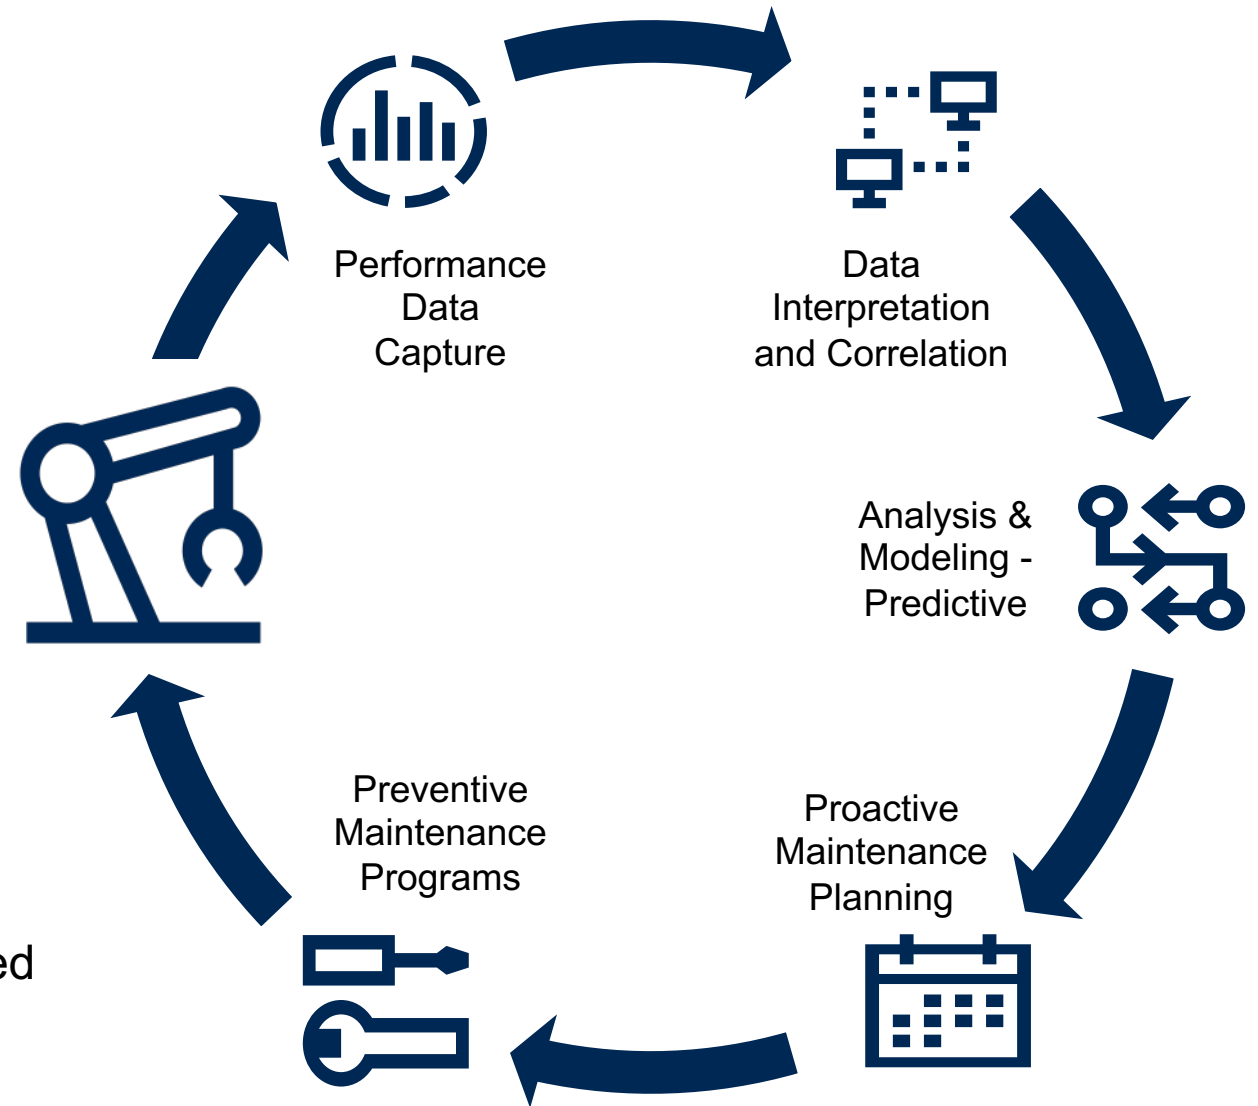 Performance
Data
Capture
Data
Interpretation
and Correlation
Analysis &
Modeling -
Predictive
Proactive
Maintenance
Planning
Preventive
Maintenance
Programs
ed